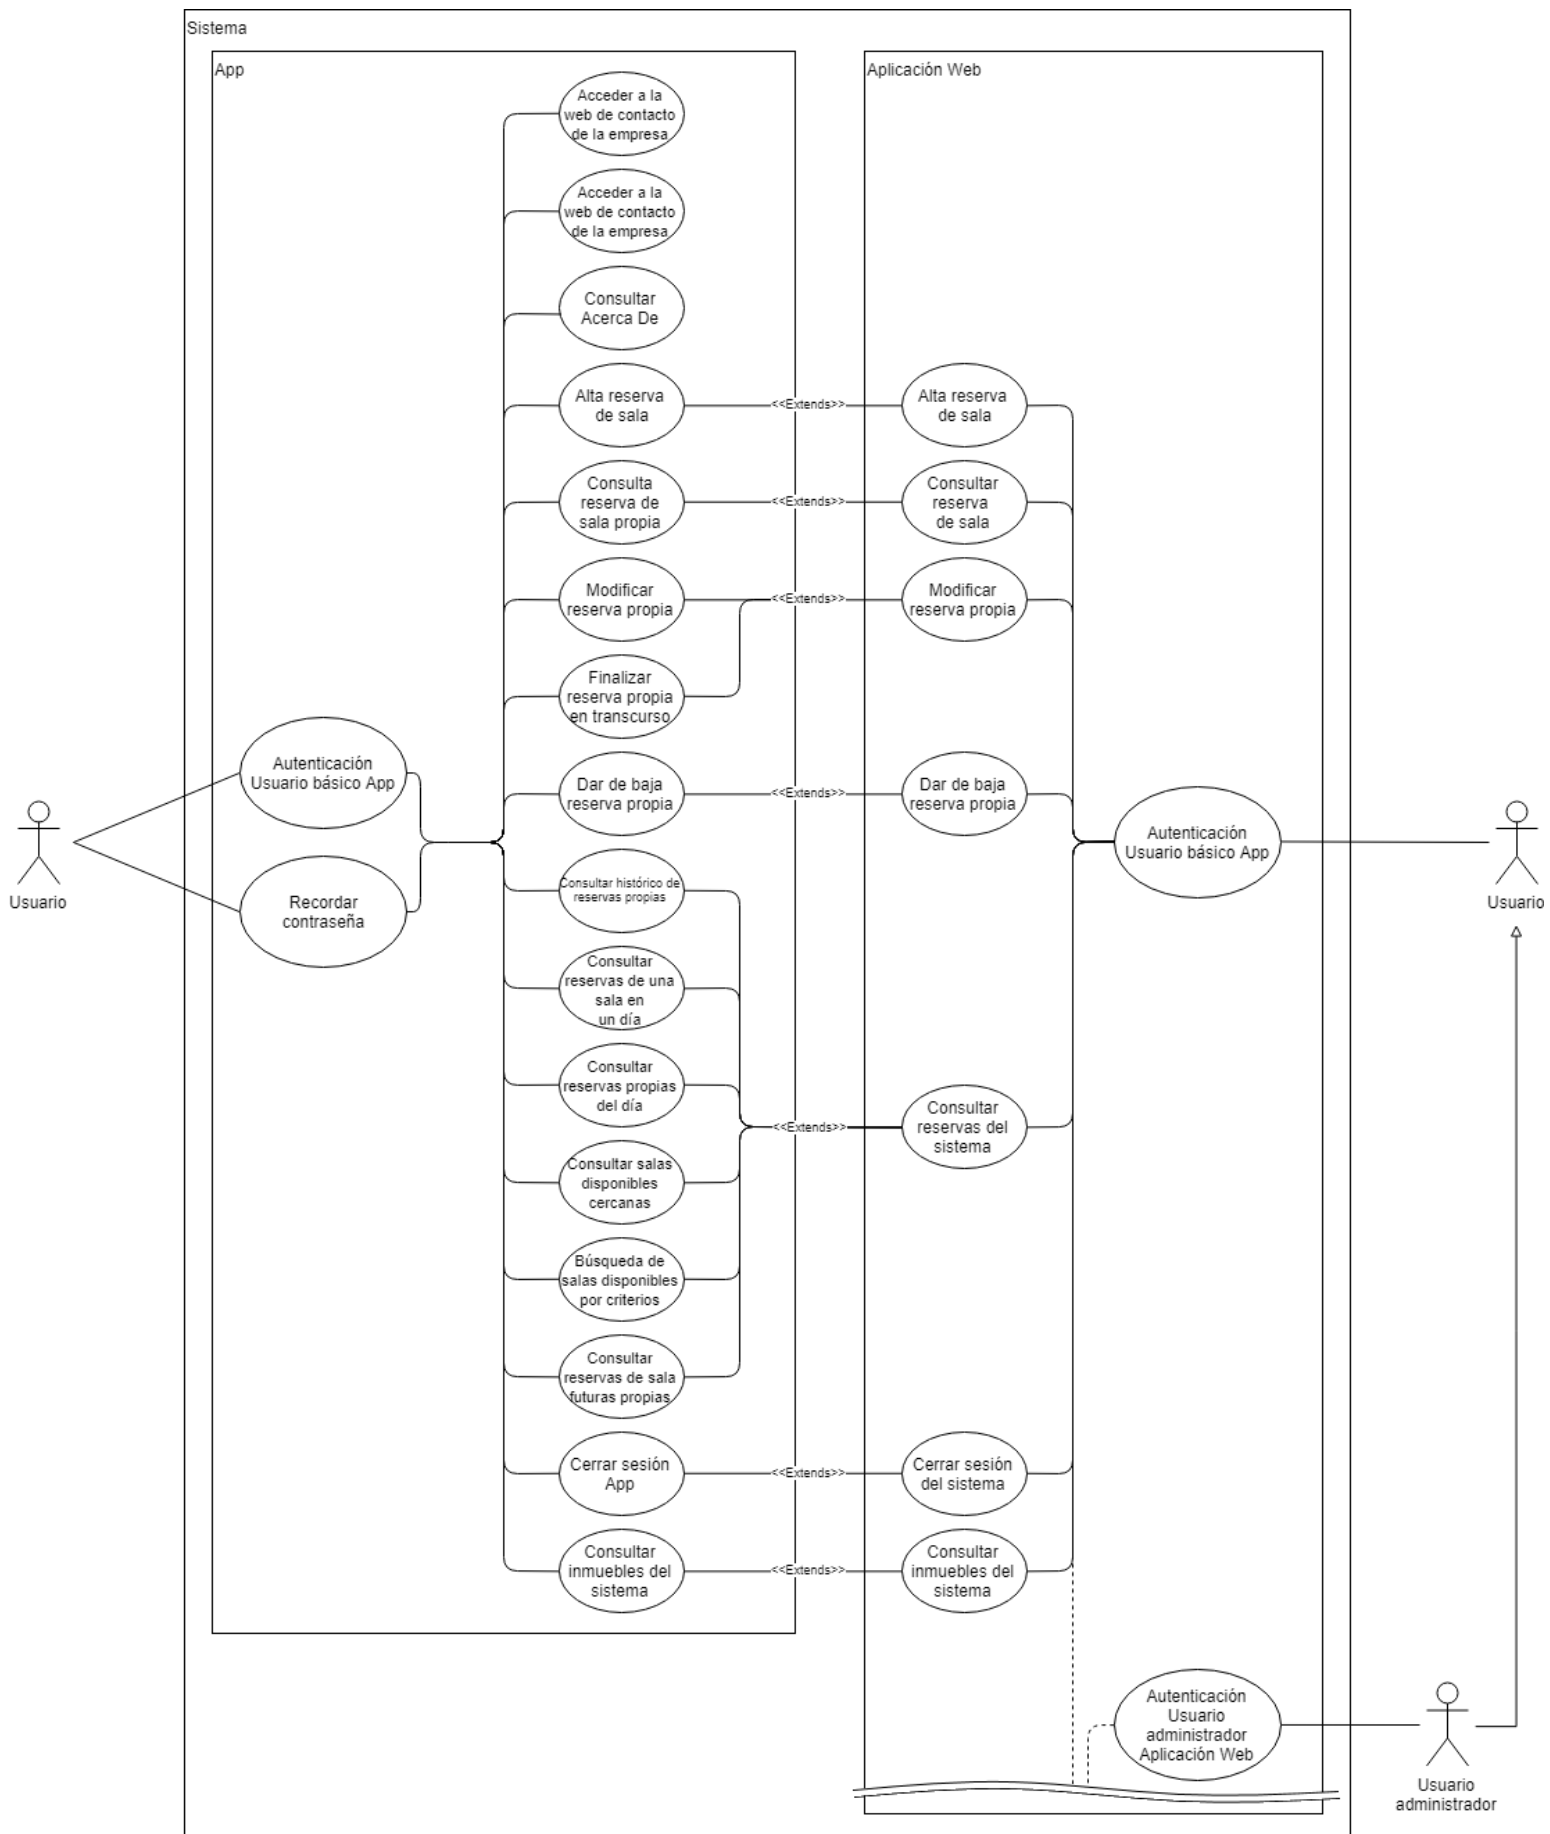 Sistema
App
Aplicación Web
Acceder a la
web de contacto
de la empresa
Acceder a la
web de contacto
de la empresa
Consultar
Acerca De
Alta reserva
de sala
<<Extends>>
Alta reserva
de sala
Consulta
reserva de
sala propia
<<Extends>>
Consultar
reserva
de sala
Modificar
reserva propia
<<Extends>>
Modificar
reserva propia
Finalizar
reserva propia
en transcurso
Autenticación
Usuario básico App
Dar de baja
reserva propia
<<Extends>>
Dar de baja
reserva propia
Autenticación
Usuario básico App
Usuario
Usuario
Recordar
contraseña
Consultar histórico de
reservas propias
Consultar
reservas de una
sala en
un día
Consultar
reservas propias
del día
<<Extends>>
Consultar
reservas del
sistema
Consultar salas
disponibles
cercanas
Búsqueda de
salas disponibles
por criterios
Consultar
reservas de sala
futuras propias
Cerrar sesión
App
<<Extends>>
Cerrar sesión
del sistema
Consultar
inmuebles del
sistema
<<Extends>>
Consultar
inmuebles del
sistema
Autenticación
Usuario
administrador
Aplicación Web
Usuario
administrador